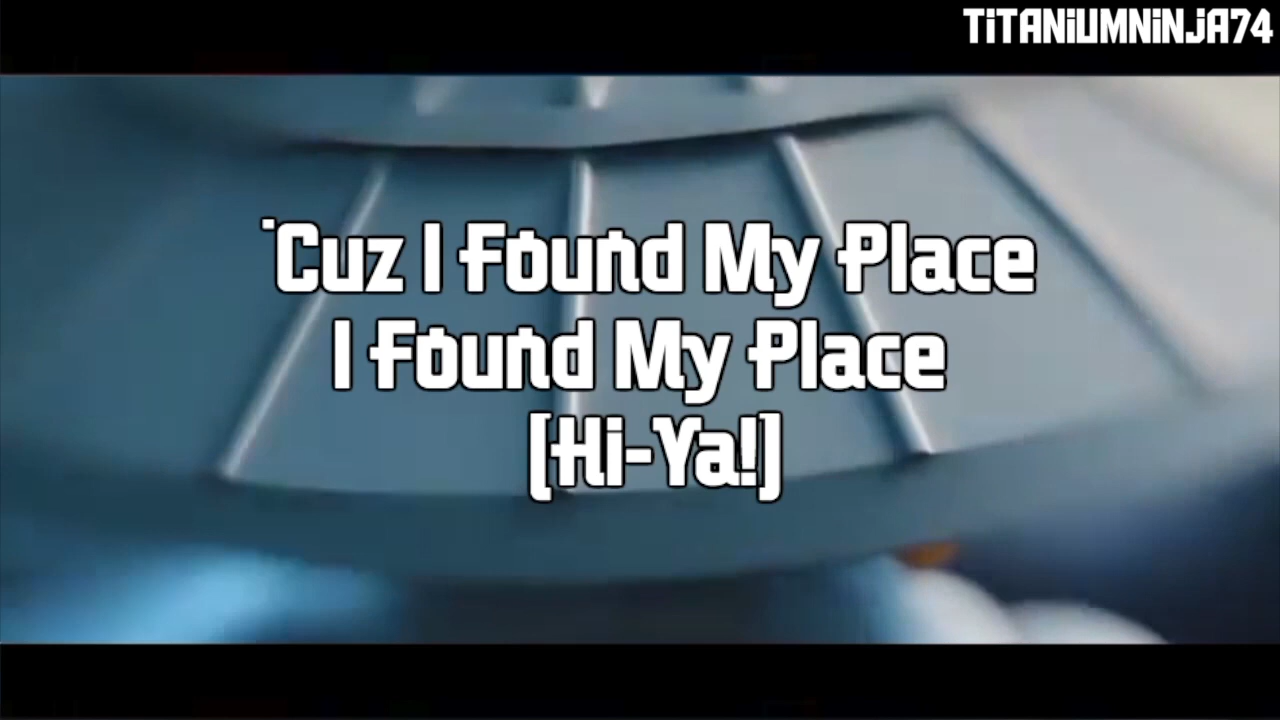 TiTANiUMNiNJA74
'Cuz I Found My Place
I Found My Place
[Hi-Ya!]